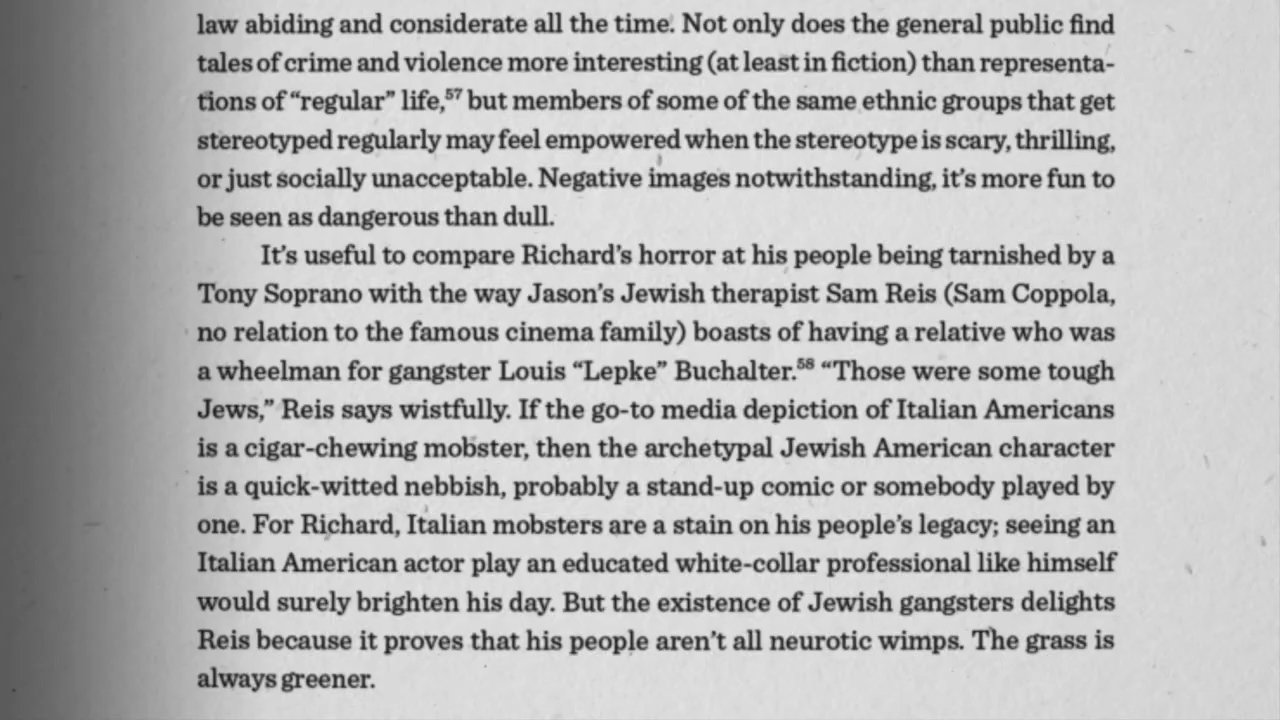 law abiding and considerate all the time. Not only does the general public find
tales of crime and violence more interesting (at least in fiction) than representa-
tions of “regular” life,⁵⁷ but members of some of the same ethnic groups that get
stereotyped regularly may feel empowered when the stereotype is scary, thrilling,
or just socially unacceptable. Negative images notwithstanding, it’s more fun to
be seen as dangerous than dull.
It’s useful to compare Richard’s horror at his people being tarnished by a
Tony Soprano with the way Jason’s Jewish therapist Sam Reis (Sam Coppola,
no relation to the famous cinema family) boasts of having a relative who was
a wheelman for gangster Louis “Lepke” Buchalter.⁵⁸ “Those were some tough
Jews,” Reis says wistfully. If the go-to media depiction of Italian Americans
is a cigar-chewing mobster, then the archetypal Jewish American character
is a quick-witted nebbish, probably a stand-up comic or somebody played by
one. For Richard, Italian mobsters are a stain on his people’s legacy; seeing an
Italian American actor play an educated white-collar professional like himself
would surely brighten his day. But the existence of Jewish gangsters delights
Reis because it proves that his people aren’t all neurotic wimps. The grass is
always greener.